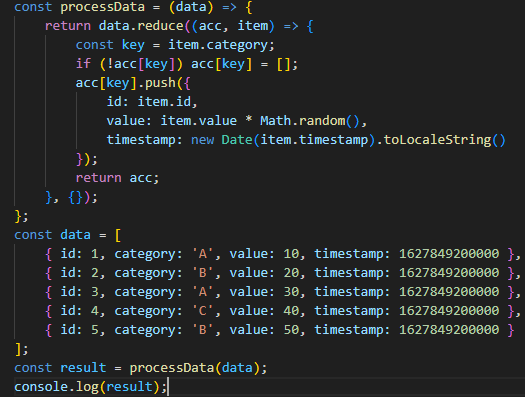 const processData = (data) => {
    return data.reduce((acc, item) => {
        const key = item.category;
        if (!acc[key]) acc[key] = [];
        acc[key].push({
            id: item.id,
            value: item.value * Math.random(),
            timestamp: new Date(item.timestamp).toLocaleString()
        });
        return acc;
    }, {});
};
const data = [
    { id: 1, category: 'A', value: 10, timestamp: 1627849200000 },
    { id: 2, category: 'B', value: 20, timestamp: 1627849200000 },
    { id: 3, category: 'A', value: 30, timestamp: 1627849200000 },
    { id: 4, category: 'C', value: 40, timestamp: 1627849200000 },
    { id: 5, category: 'B', value: 50, timestamp: 1627849200000 }
];
const result = processData(data);
console.log(result);